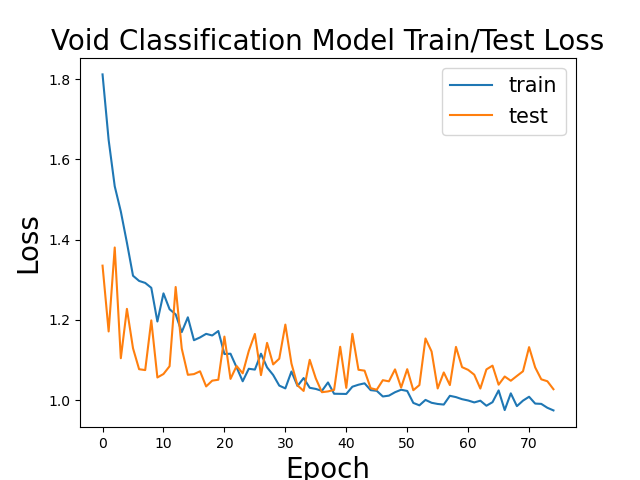 Void Classification Model Train/Test Loss
train
test
Loss
1.8
1.6
1.4
1.2
1.0
0 10 20 30 40 50 60 70
Epoch